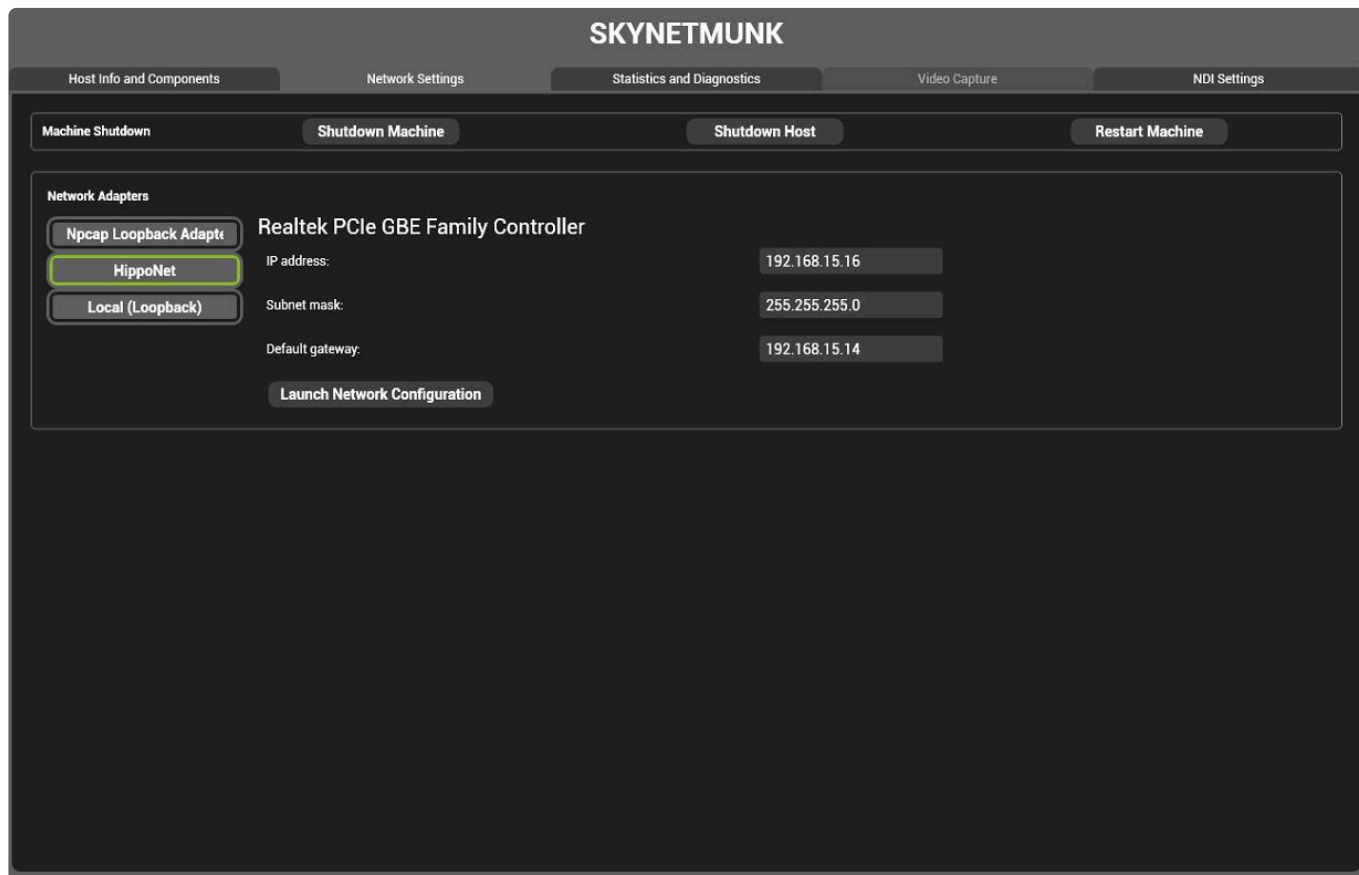 SKYNETMUNK
Host Info and Components Network Settings Statistics and Diagnostics Video Capture NDI Settings
Machine Shutdown Shutdown Machine Shutdown Host Restart Machine
Network Adapters
Npcap Loopback Adapte
HippoNet
Local (Loopback)
Realtek PCIe GBE Family Controller
IP address: 192.168.15.16
Subnet mask: 255.255.255.0
Default gateway: 192.168.15.14
Launch Network Configuration